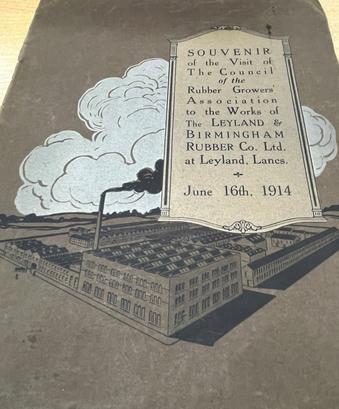 SOUVENIR
of the Visit of
The Council
of the
Rubber Growers'
Association
to the Works of
The LEYLAND &
BIRMINGHAM
RUBBER Co. Ltd.
at Leyland, Lancs.
June 16th, 1914